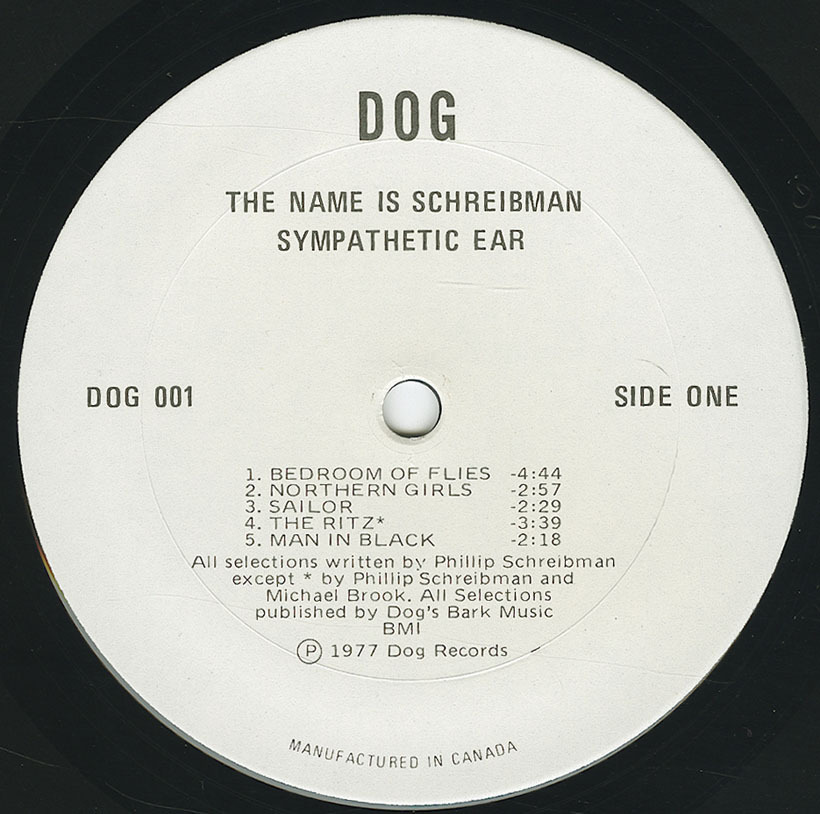 DOG
THE NAME IS SCHREIBMAN
SYMPATHETIC EAR
DOG 001
SIDE ONE
1. BEDROOM OF FLIES -4:44
2. NORTHERN GIRLS -2:57
3. SAILOR -2:29
4. THE RITZ* -3:39
5. MAN IN BLACK -2:18
All selections written by Phillip Schreibman
except * by Phillip Schreibman and
Michael Brook. All Selections
published by Dog's Bark Music
BMI
Ⓟ 1977 Dog Records
MANUFACTURED IN CANADA